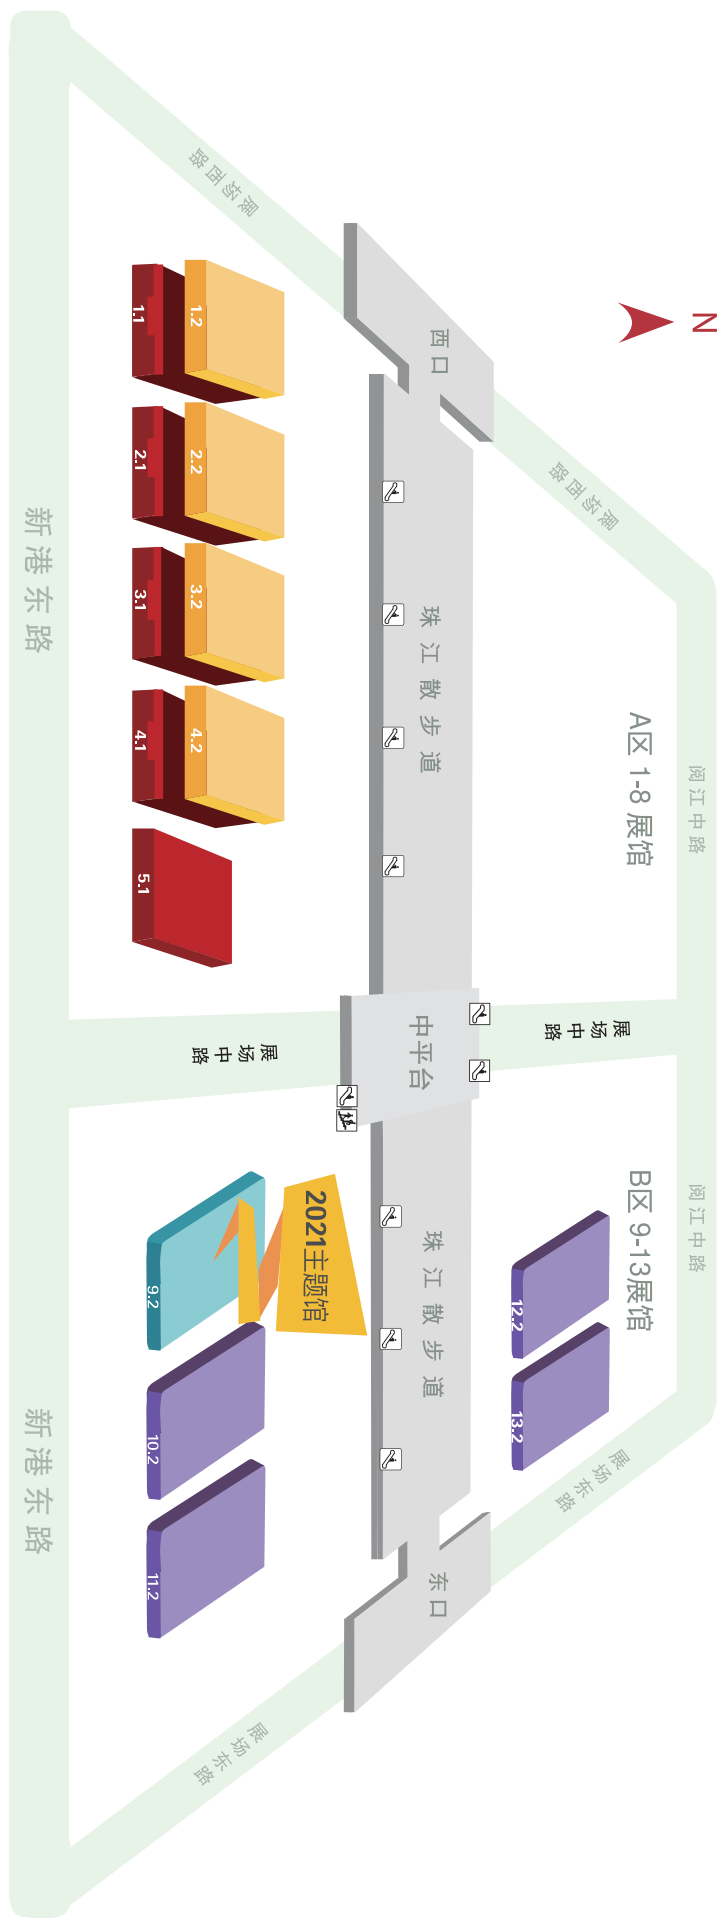 N
阅江中路
阅江中路
A区 1-8 展馆
B区 9-13展馆
展场西路
展场中路
12.2
13.2
展场东路
西口
珠江散步道
中平台
珠江散步道
东口
2021主题馆
展场西路
1.2
2.2
3.2
4.2
展场中路
展场东路
1.1
2.1
3.1
4.1
5.1
9.2
10.2
11.2
新港东路
新港东路